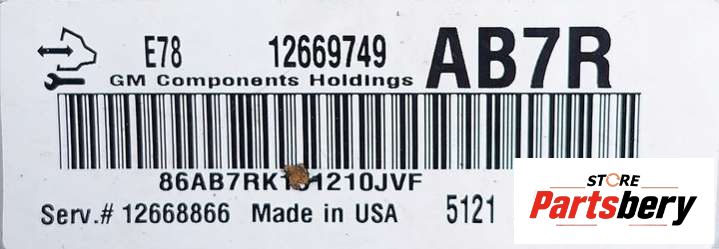 E78 12669749 AB7R
GM Components Holdings
Serv.# 12668866 Made in USA 5121
STORE
Partsbery